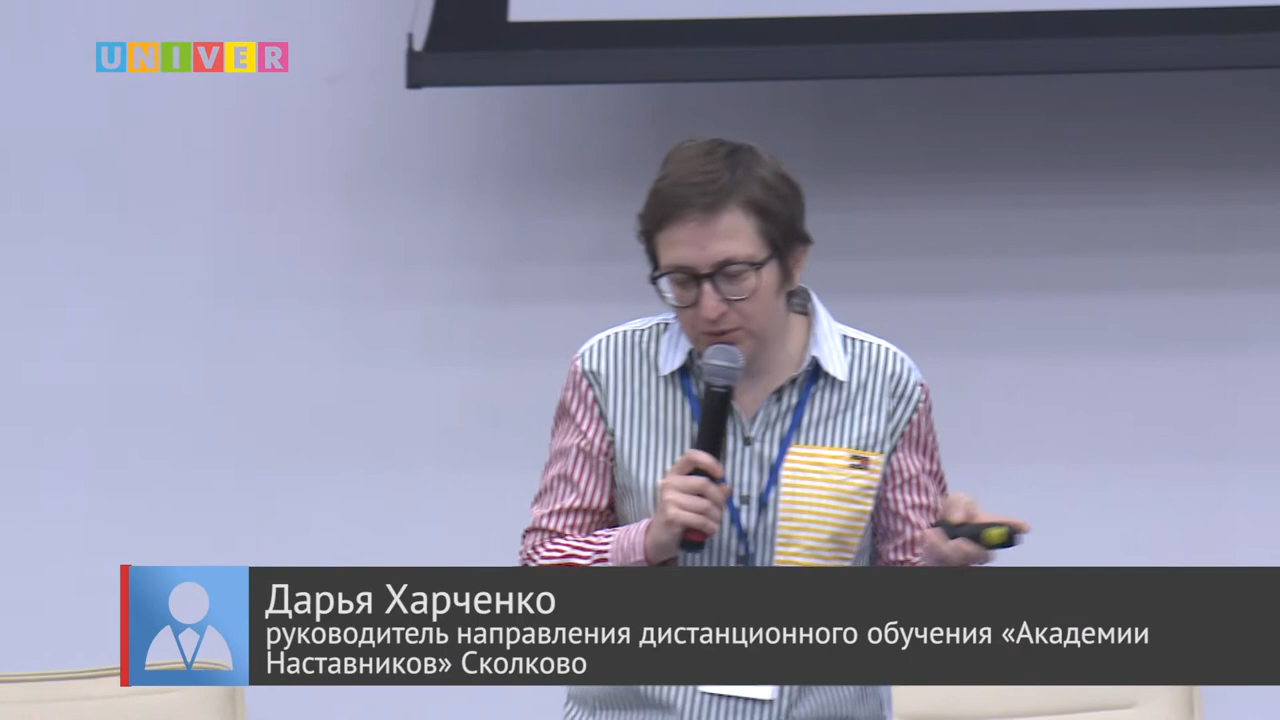 UNIVER
Дарья Харченко
руководитель направления дистанционного обучения «Академии
Наставников» Сколково